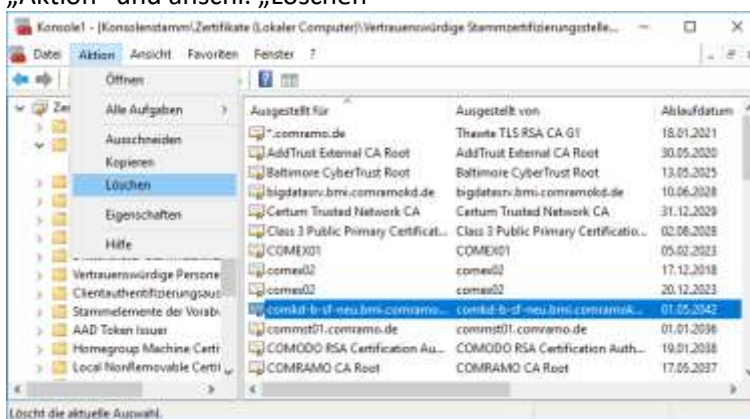 „Aktion" und anschl. „Löschen"
Konsole1 - [Konsolenstamm\Zertifikate (Lokaler Computer)\Vertrauenswürdige Stammzertifizierungsstelle...
Datei Aktion Ansicht Favoriten Fenster ?
Öffnen
Alle Aufgaben
Ausschneiden
Kopieren
Löschen
Eigenschaften
Hilfe
Vertrauenswürdige Persone
Clientauthentifizierungsaus
Stammelemente der Vorab
AAD Token Issuer
Homegroup Machine Certi
Local NonRemovable Certi
Ausgestellt für Ausgestellt von Ablaufdatum
*.comramo.de Thawte TLS RSA CA G1 18.01.2021
AddTrust External CA Root AddTrust External CA Root 30.05.2020
Baltimore CyberTrust Root Baltimore CyberTrust Root 13.05.2025
bigdatasrv.bmi.comramokd.de bigdatasrv.bmi.comramokd.de 10.06.2028
Certum Trusted Network CA Certum Trusted Network CA 31.12.2029
Class 3 Public Primary Certificat... Class 3 Public Primary Certificatio... 02.08.2028
COMEX01 COMEX01 05.02.2023
comex02 comex02 17.12.2018
comex02 comex02 20.12.2023
comkd-b-sf-neu.bmi.comramo... comkd-b-sf-neu.bmi.comramok... 01.05.2042
commst01.comramo.de commst01.comramo.de 01.01.2036
COMODO RSA Certification Au... COMODO RSA Certification Auth... 19.01.2038
COMRAMO CA Root COMRAMO CA Root 17.05.2037
Löscht die aktuelle Auswahl.